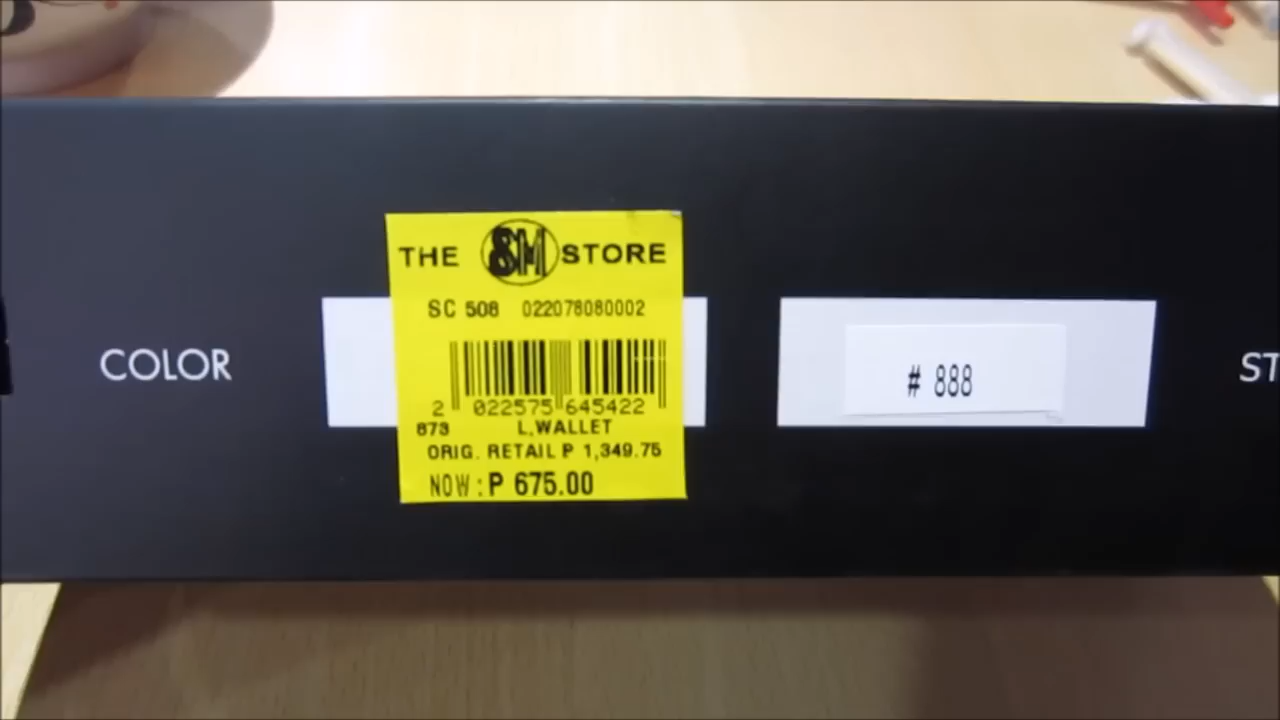 THE SM STORE
SC 508 022078080002
2 022575 645422
873 L,WALLET
ORIG. RETAIL ₱ 1,349.75
NOW : P 675.00
COLOR
# 888
ST